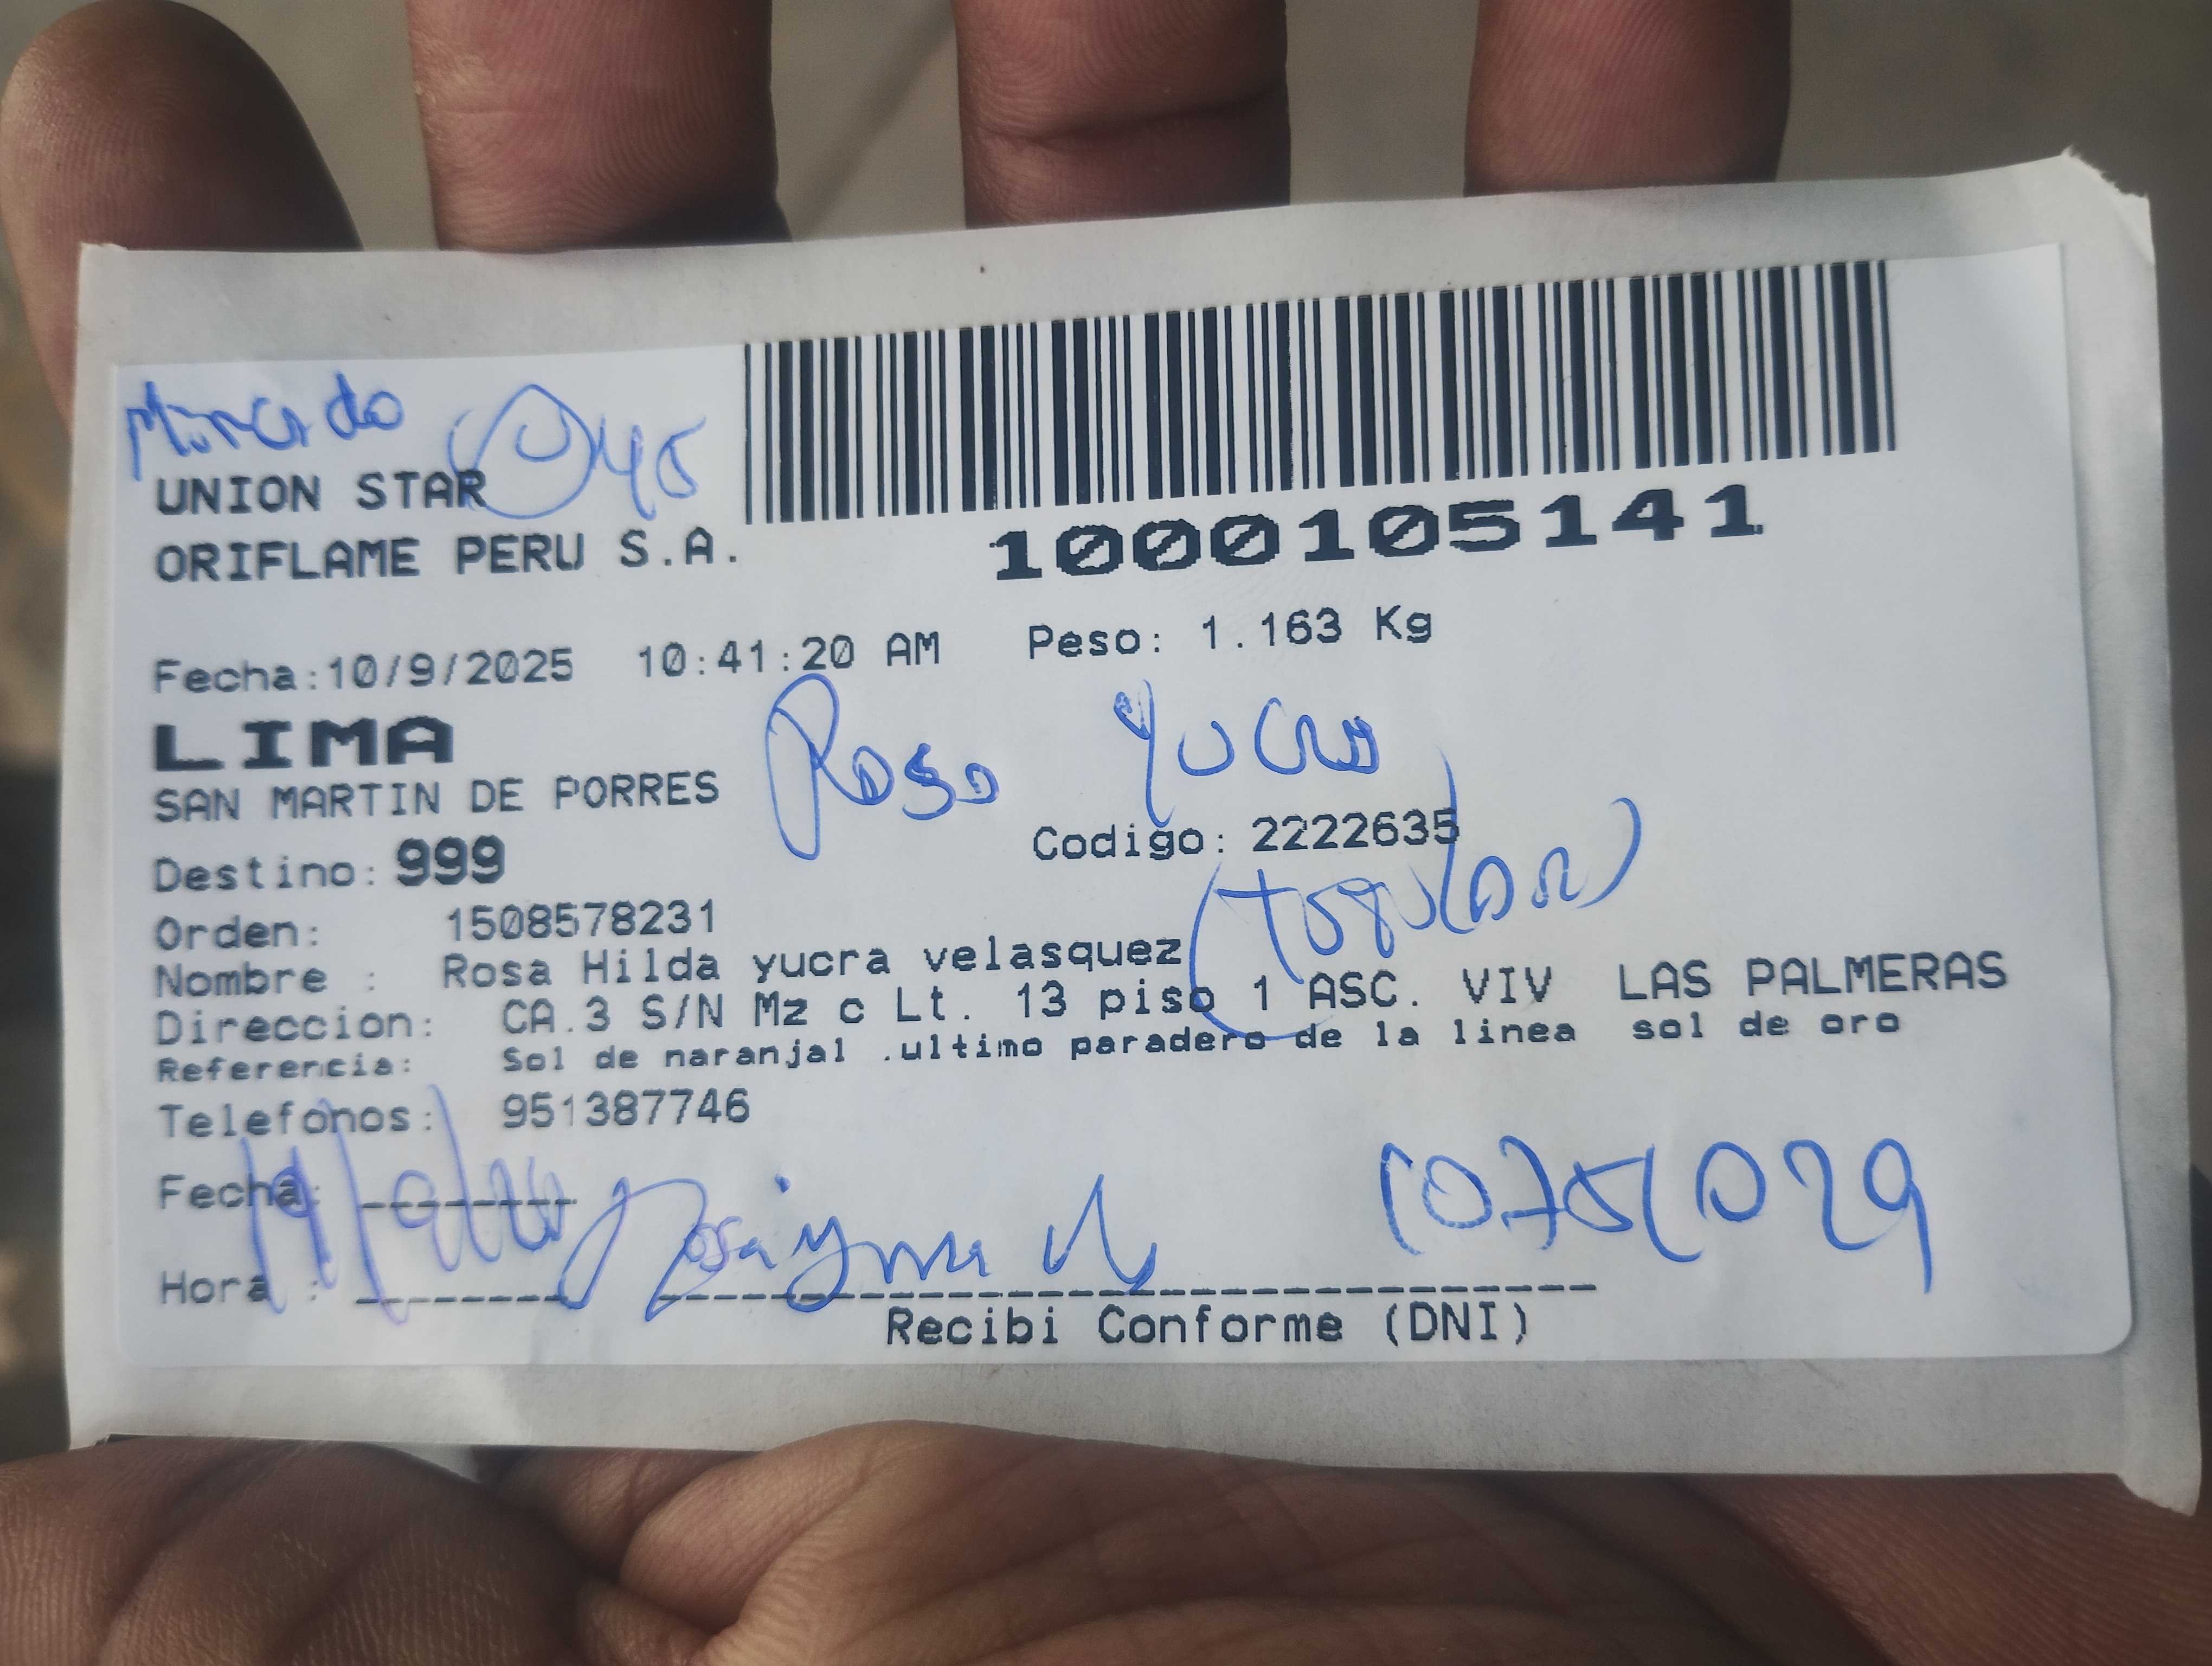 Mercado
UNION STAR
ORIFLAME PERU S.A.
1000105141
Fecha:10/9/2025 10:41:20 AM Peso: 1.163 Kg
LIMA
Rosa Yucra
SAN MARTIN DE PORRES
Codigo: 2222635
Destino: 999
(titular)
Orden: 1508578231
Nombre : Rosa Hilda yucra velasquez
Direccion: CA.3 S/N Mz c Lt. 13 piso 1 ASC. VIV LAS PALMERAS
Referencia: Sol de naranjal .ultimo paradero de la linea sol de oro
Telefonos: 951387746
Fecha:
10751029
Hora :
Recibi Conforme (DNI)